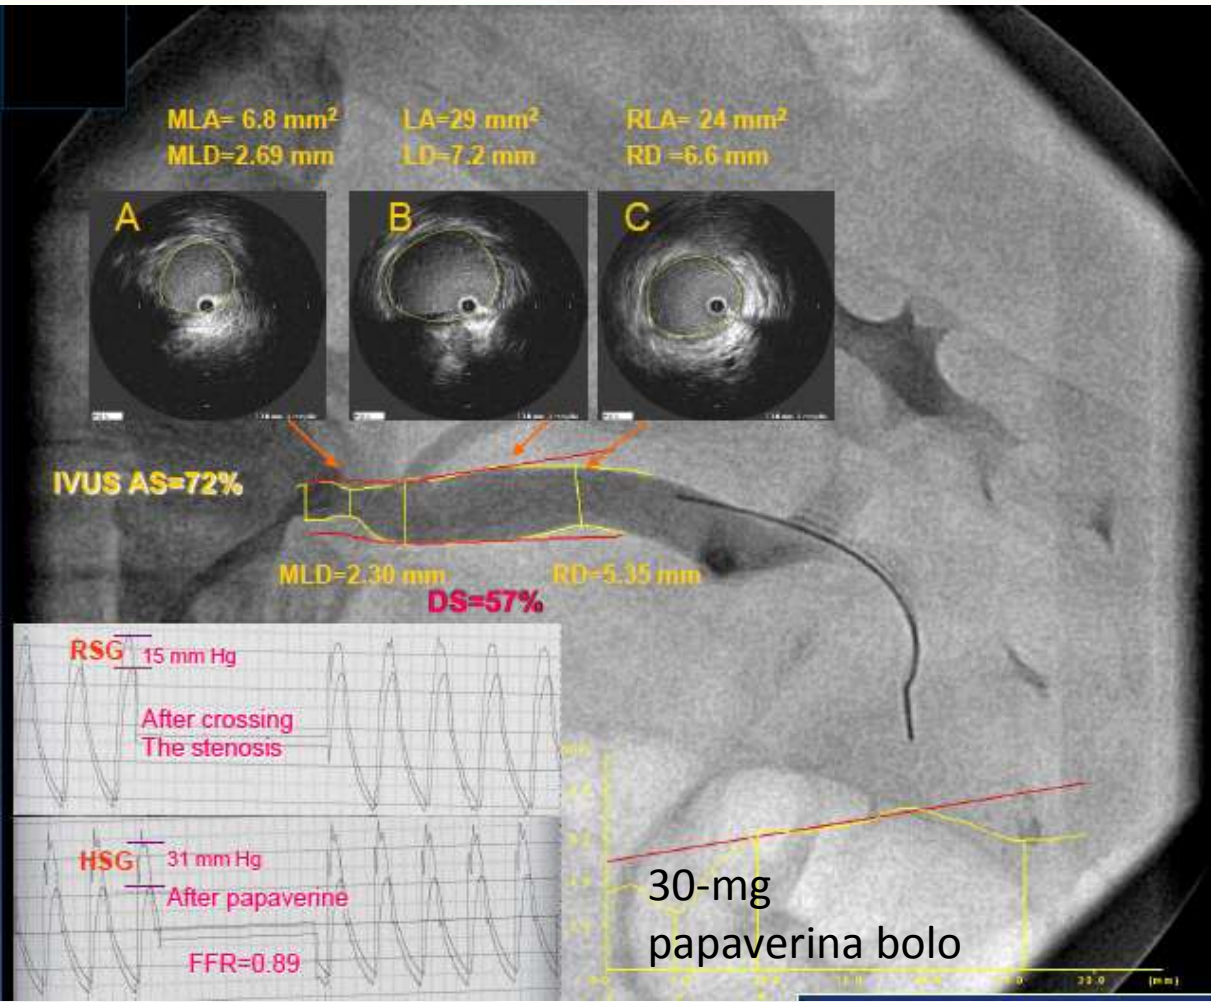 MLA= 6.8 mm²
MLD=2.69 mm
LA=29 mm²
LD=7.2 mm
RLA= 24 mm²
RD =6.6 mm
A
B
C
IVUS AS=72%
MLD=2.30 mm
RD=5.35 mm
DS=57%
RSG
15 mm Hg
After crossing
The stenosis
HSG
31 mm Hg
After papaverine
FFR=0.89
30-mg
papaverina bolo
(mm)